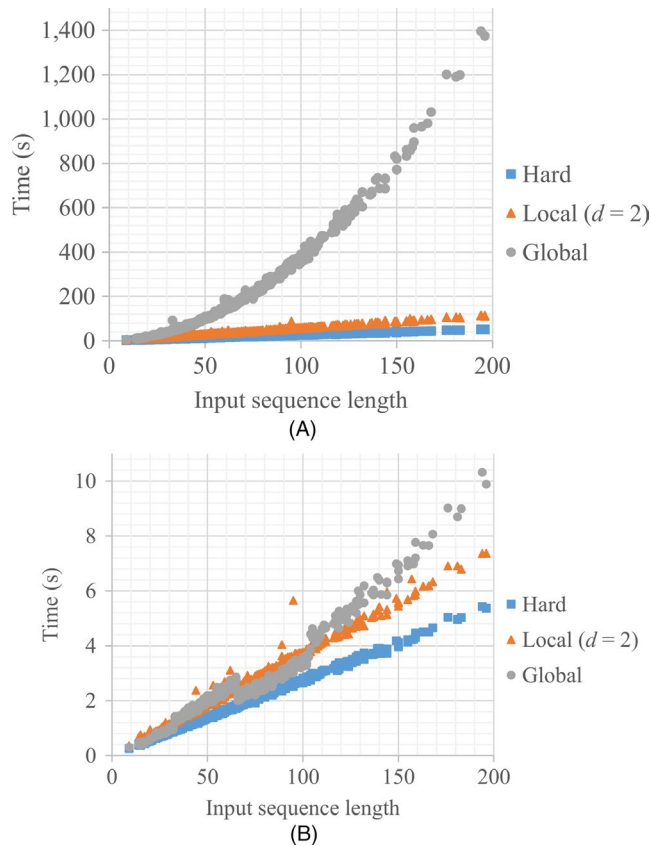 1,400
1,200
1,000
800
600
400
200
0
Time (s)
0 50 100 150 200
Input sequence length
Hard
Local (d = 2)
Global
(A)
10
8
6
4
2
0
Time (s)
0 50 100 150 200
Input sequence length
Hard
Local (d = 2)
Global
(B)